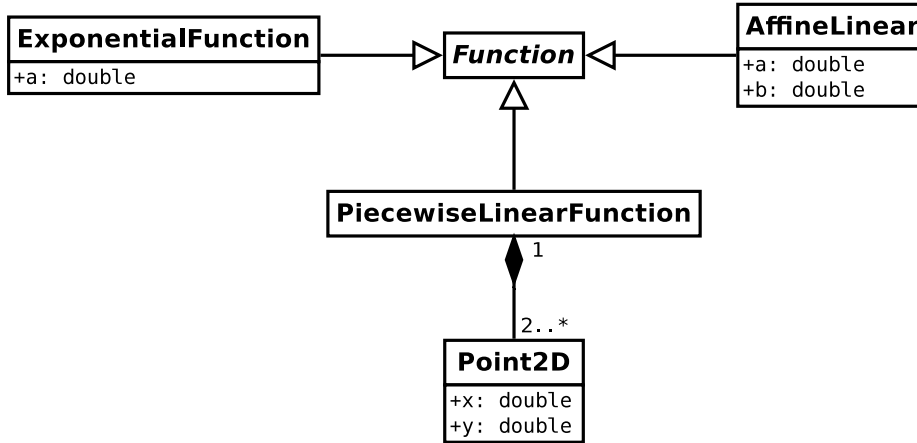 ExponentialFunction
+a: double
Function
AffineLinear
+a: double
+b: double
PiecewiseLinearFunction
1
2..*
Point2D
+x: double
+y: double